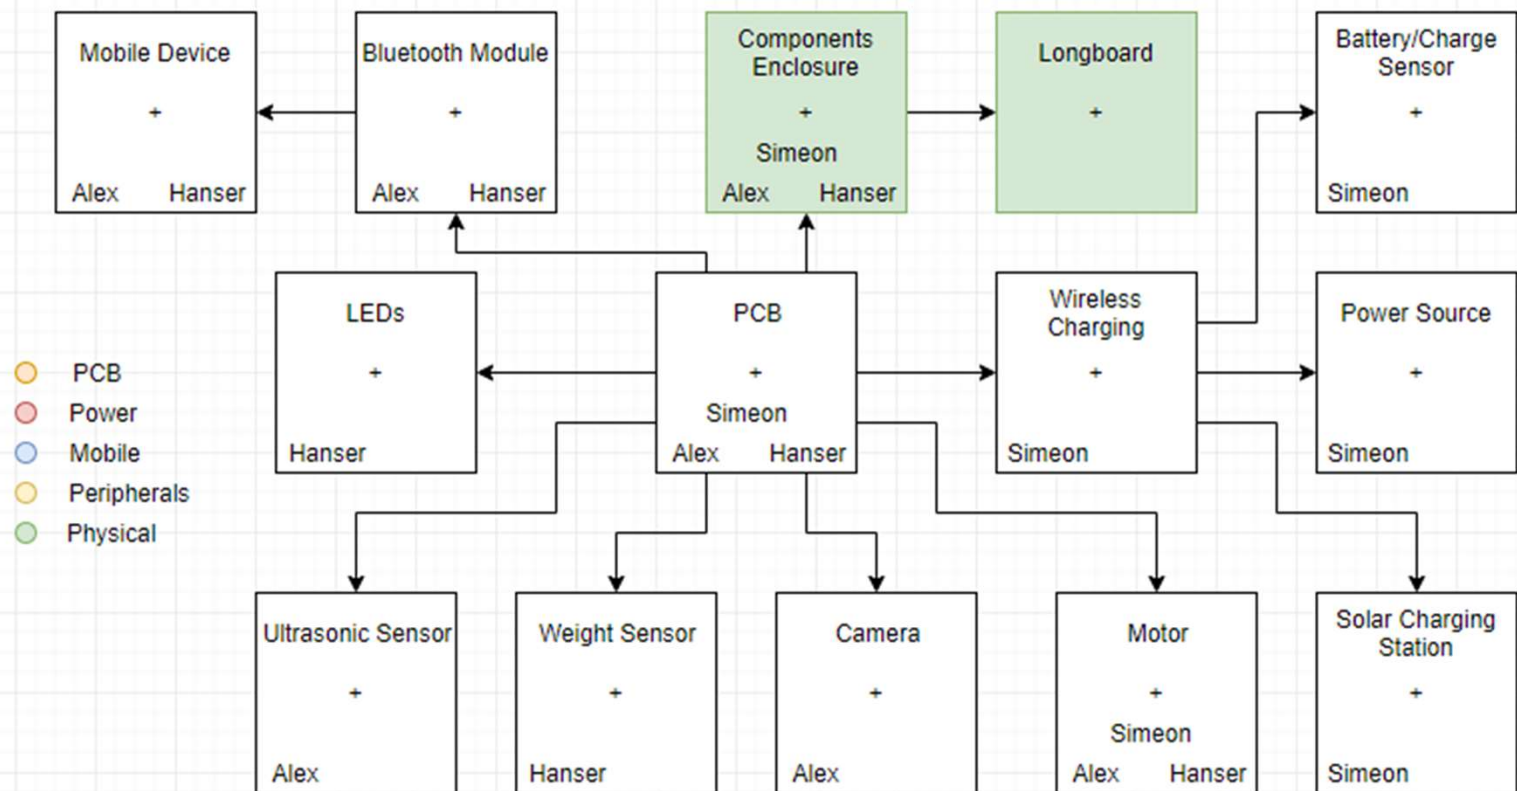 Mobile Device
+
Alex Hanser
Bluetooth Module
+
Alex Hanser
Components
Enclosure
+
Simeon
Alex Hanser
Longboard
+
Battery/Charge
Sensor
+
Simeon
LEDs
+
Hanser
PCB
+
Simeon
Alex Hanser
Wireless
Charging
+
Simeon
Power Source
+
Simeon
PCB
Power
Mobile
Peripherals
Physical
Ultrasonic Sensor
+
Alex
Weight Sensor
+
Hanser
Camera
+
Alex
Motor
+
Simeon
Alex Hanser
Solar Charging
Station
+
Simeon